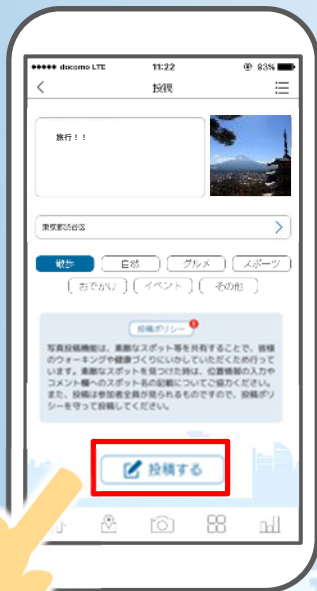 docomo LTE 11:22 93%
投稿
旅行！！
東京都渋谷区
散歩 自然 グルメ スポーツ
おでかけ イベント その他
投稿ポリシー
写真投稿機能は、素敵なスポット等を共有することで、皆様
のウォーキングや健康づくりにいかしていただくため行って
います。素敵なスポットを見つけた時は、位置情報の入力や
コメント欄へのスポット名の記載についてご協力ください。
また、投稿は参加者全員が見られるものですので、投稿ポリ
シーを守って投稿してください。
投稿する